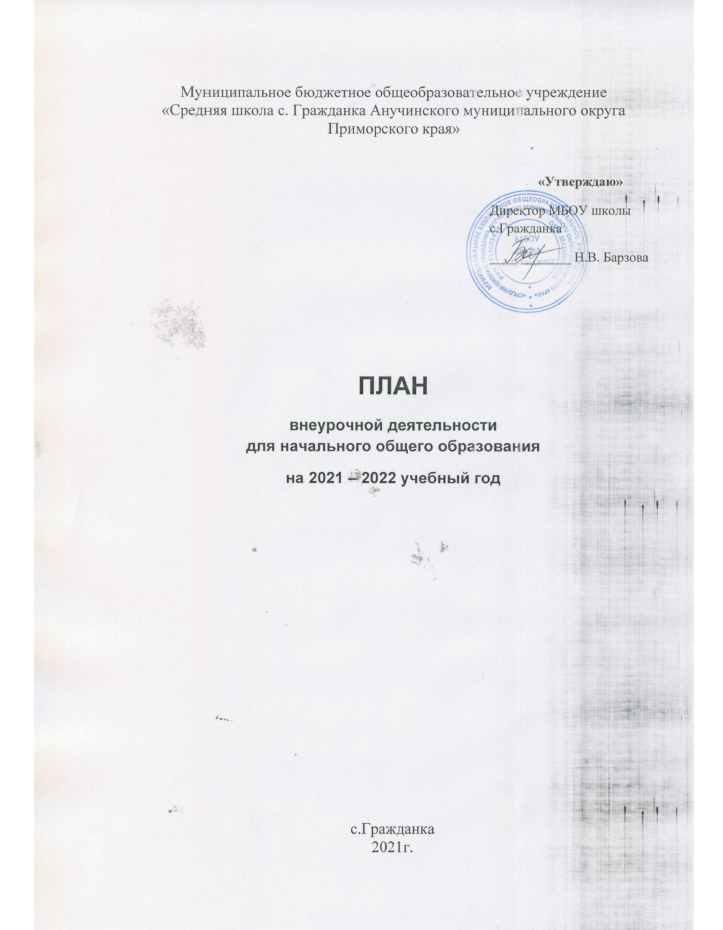 Муниципальное бюджетное общеобразовательное учреждение
«Средняя школа с. Гражданка Анучинского муниципального округа
Приморского края»
«Утверждаю»
Директор МБОУ школы
с.Гражданка
Н.В. Барзова
МБОУ
ПЛАН
внеурочной деятельности
для начального общего образования
на 2021 – 2022 учебный год
с.Гражданка
2021г.